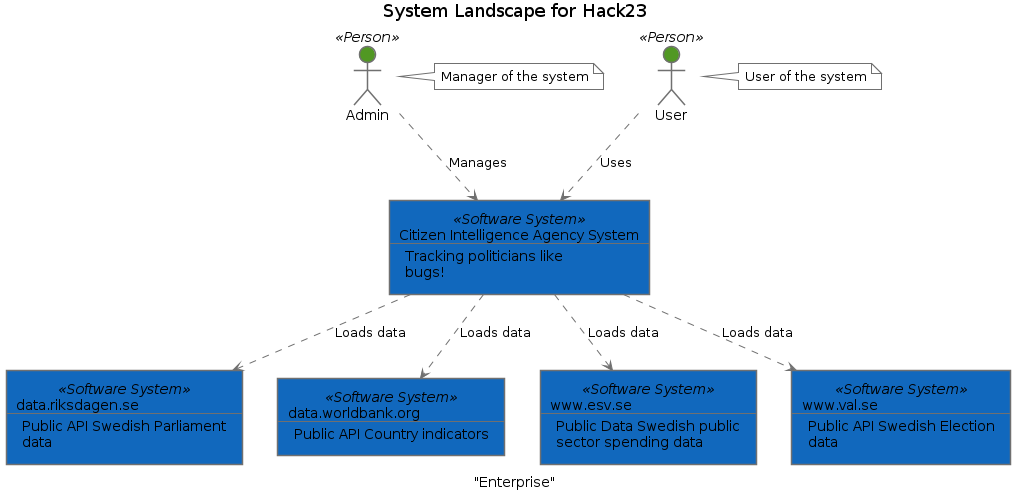 System Landscape for Hack23
«Person»
«Person»
Manager of the system
User of the system
Admin
User
Manages
Uses
«Software System»
Citizen Intelligence Agency System
Tracking politicians like
bugs!
Loads data
Loads data
Loads data
Loads data
«Software System»
data.riksdagen.se
Public API Swedish Parliament
data
«Software System»
data.worldbank.org
Public API Country indicators
«Software System»
www.esv.se
Public Data Swedish public
sector spending data
«Software System»
www.val.se
Public API Swedish Election
data
"Enterprise"